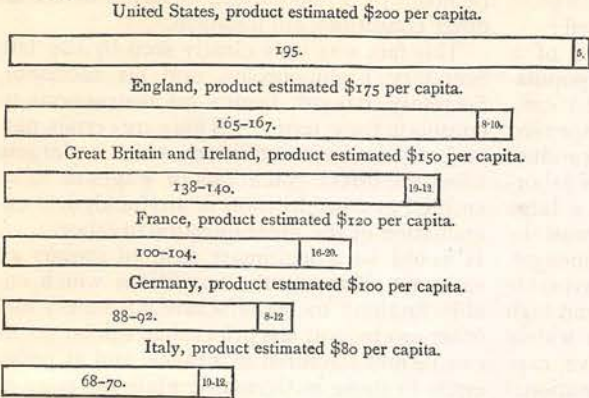 United States, product estimated $200 per capita.
195. 5.
England, product estimated $175 per capita.
165–167. 8-10.
Great Britain and Ireland, product estimated $150 per capita.
138–140. 10-12.
France, product estimated $120 per capita.
100–104. 16-20.
Germany, product estimated $100 per capita.
88–92. 8-12
Italy, product estimated $80 per capita.
68–70. 10-12.